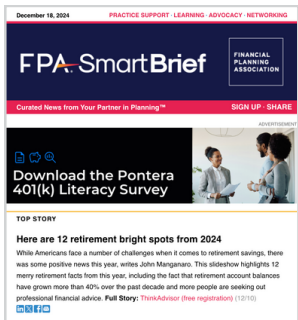 December 18, 2024 PRACTICE SUPPORT · LEARNING · ADVOCACY · NETWORKING
FPA SmartBrief
FINANCIAL
PLANNING
ASSOCIATION
Curated News from Your Partner in Planning™ SIGN UP · SHARE
ADVERTISEMENT
Download the Pontera
401(k) Literacy Survey
TOP STORY
Here are 12 retirement bright spots from 2024
While Americans face a number of challenges when it comes to retirement savings, there
was some positive news this year, writes John Manganaro. This slideshow highlights 12
merry retirement facts from this year, including the fact that retirement account balances
have grown more than 40% over the past decade and more people are seeking out
professional financial advice. Full Story: ThinkAdvisor (free registration) (12/10)